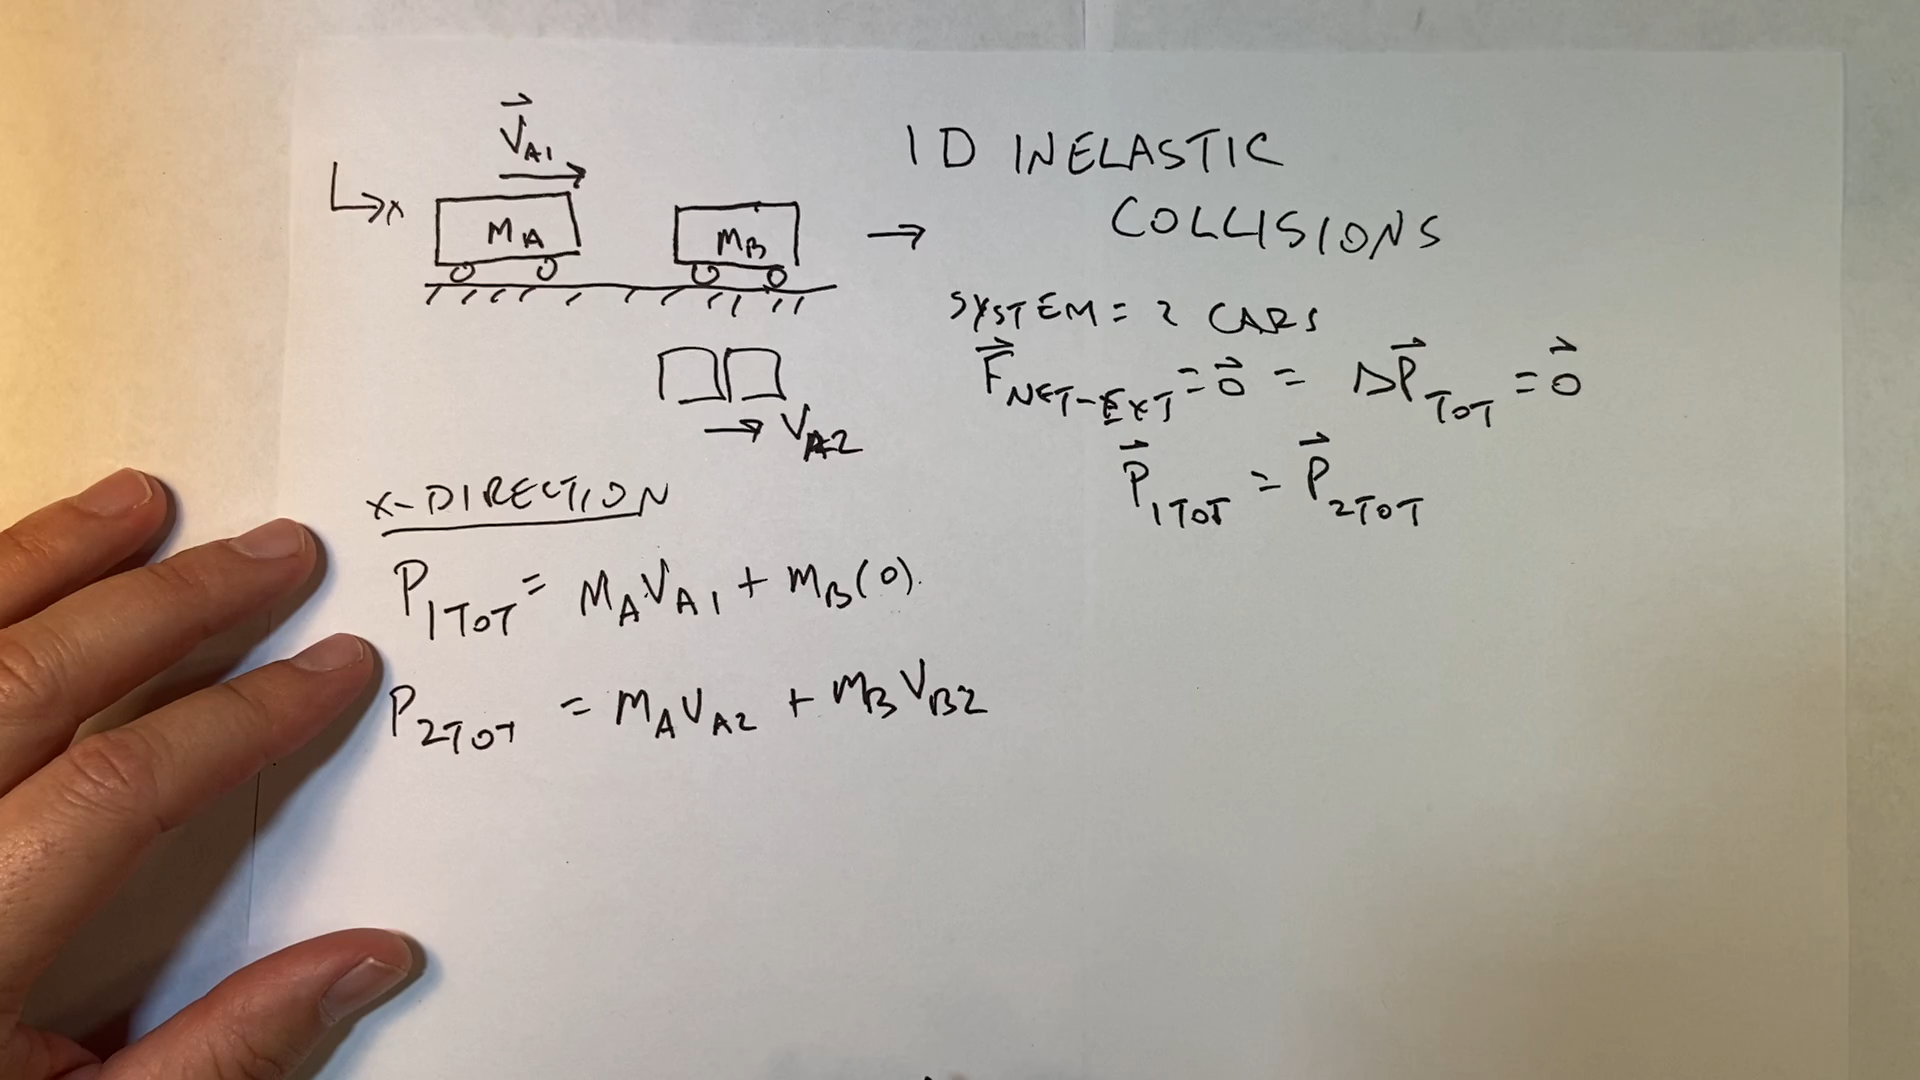 1D INELASTIC
COLLISIONS
V⃗A1
x
MA
MB →
VA2
SYSTEM = 2 CARS
F⃗NET-EXT = 0⃗ = ΔP⃗TOT = 0⃗
P⃗1TOT = P⃗2TOT
X-DIRECTION
P1TOT = MAVA1 + MB(0).
P2TOT = MAVA2 + MBVB2